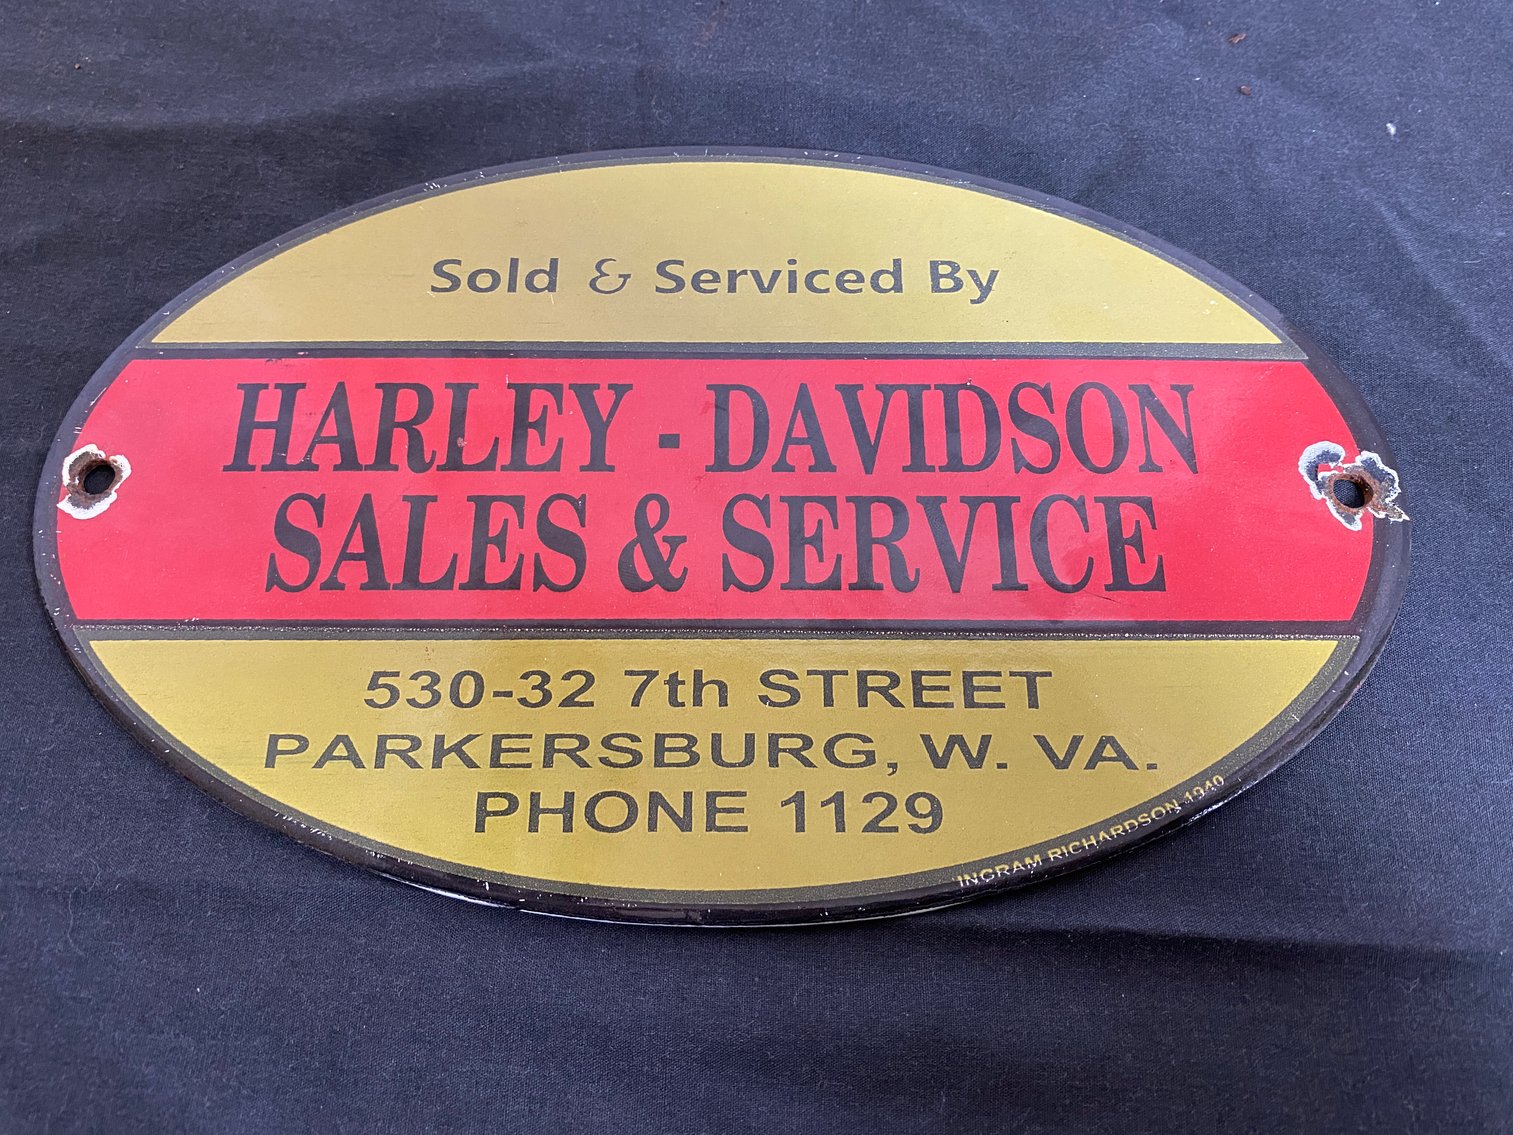 Sold & Serviced By
HARLEY - DAVIDSON
SALES & SERVICE
530-32 7th STREET
PARKERSBURG, W. VA.
PHONE 1129
INGRAM RICHARDSON 1940